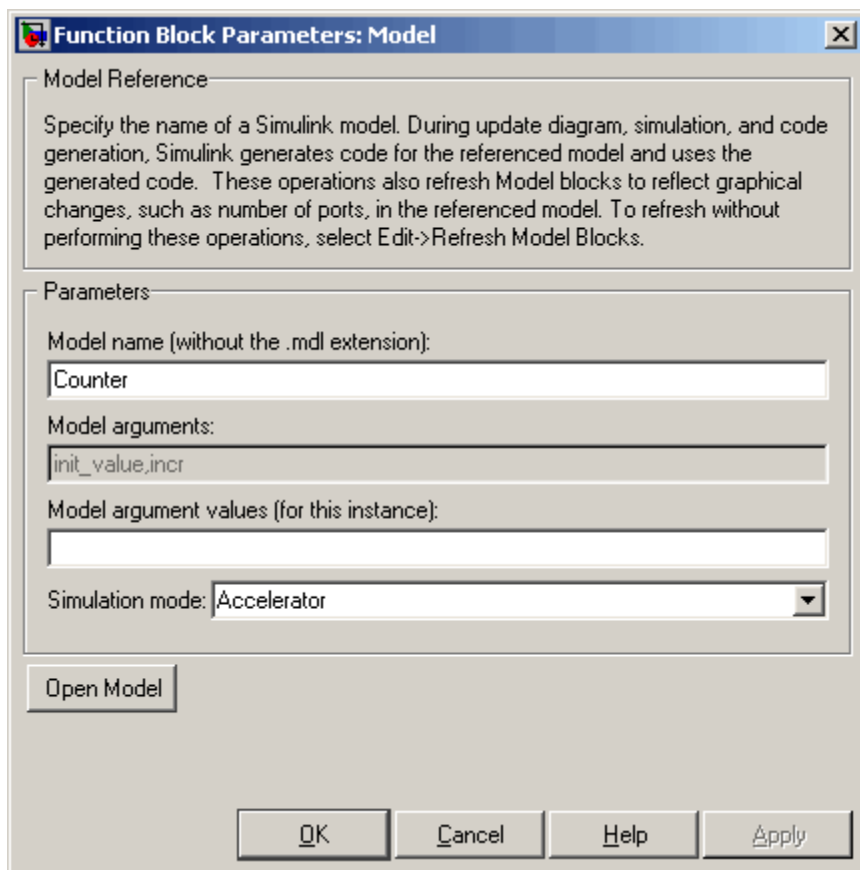 Function Block Parameters: Model
Model Reference
Specify the name of a Simulink model. During update diagram, simulation, and code
generation, Simulink generates code for the referenced model and uses the
generated code.  These operations also refresh Model blocks to reflect graphical
changes, such as number of ports, in the referenced model. To refresh without
performing these operations, select Edit->Refresh Model Blocks.
Parameters
Model name (without the .mdl extension):
Counter
Model arguments:
init_value,incr
Model argument values (for this instance):
Simulation mode: Accelerator
Open Model
OK Cancel Help Apply